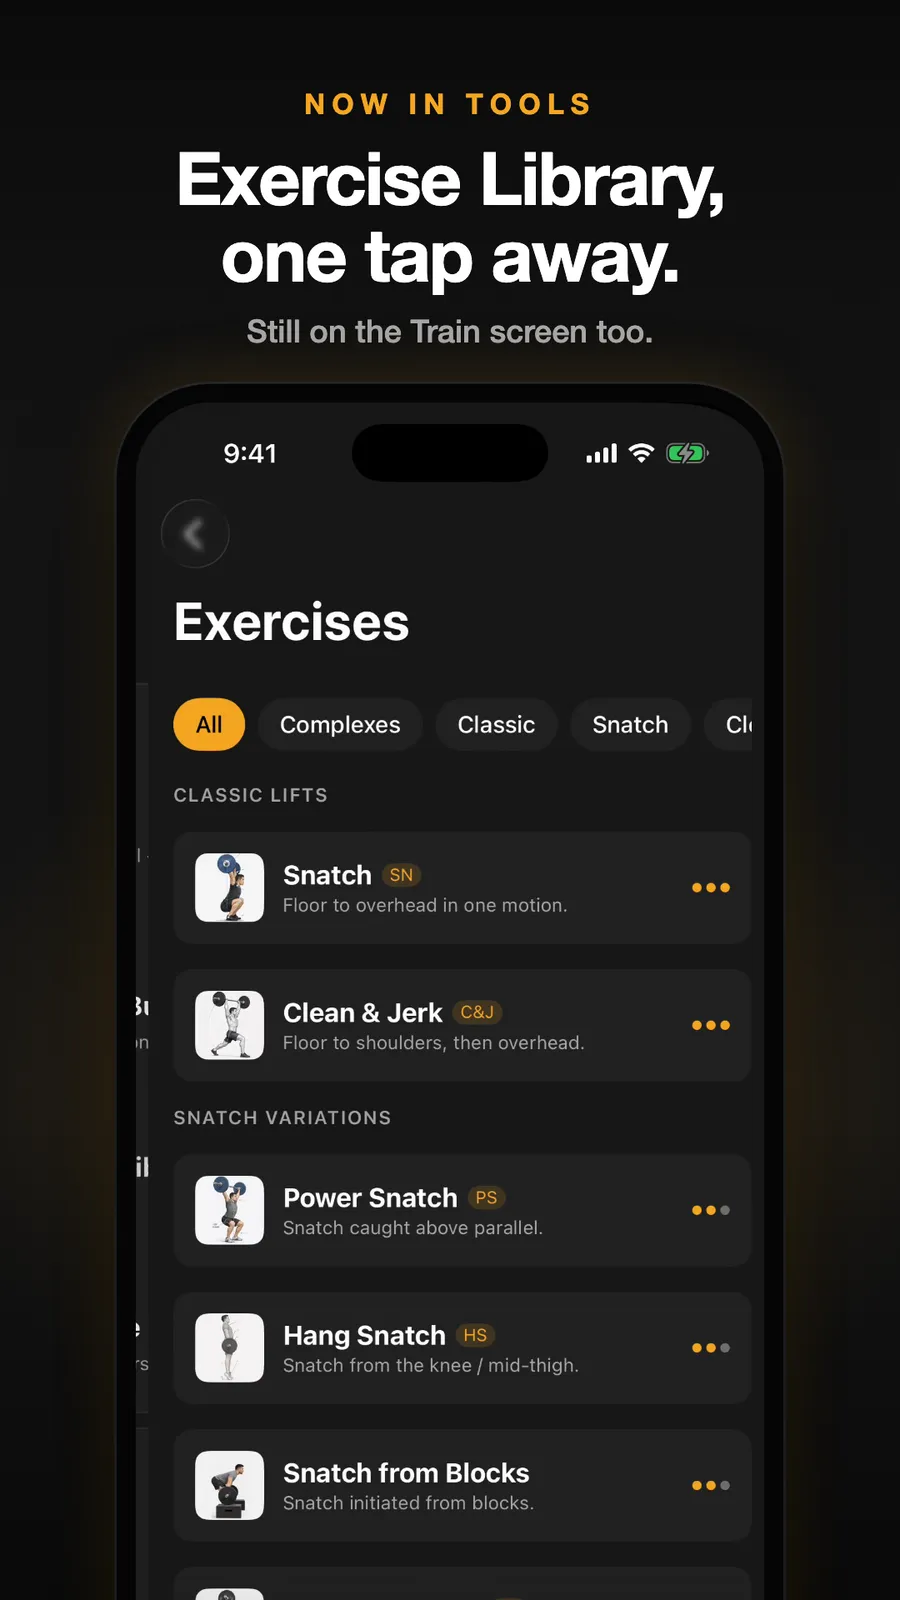 NOW IN TOOLS
Exercise Library,
one tap away.
Still on the Train screen too.
9:41
Exercises
All Complexes Classic Snatch Cle
CLASSIC LIFTS
Snatch SN
Floor to overhead in one motion.
Clean & Jerk C&J
Floor to shoulders, then overhead.
SNATCH VARIATIONS
Power Snatch PS
Snatch caught above parallel.
Hang Snatch HS
Snatch from the knee / mid-thigh.
Snatch from Blocks
Snatch initiated from blocks.